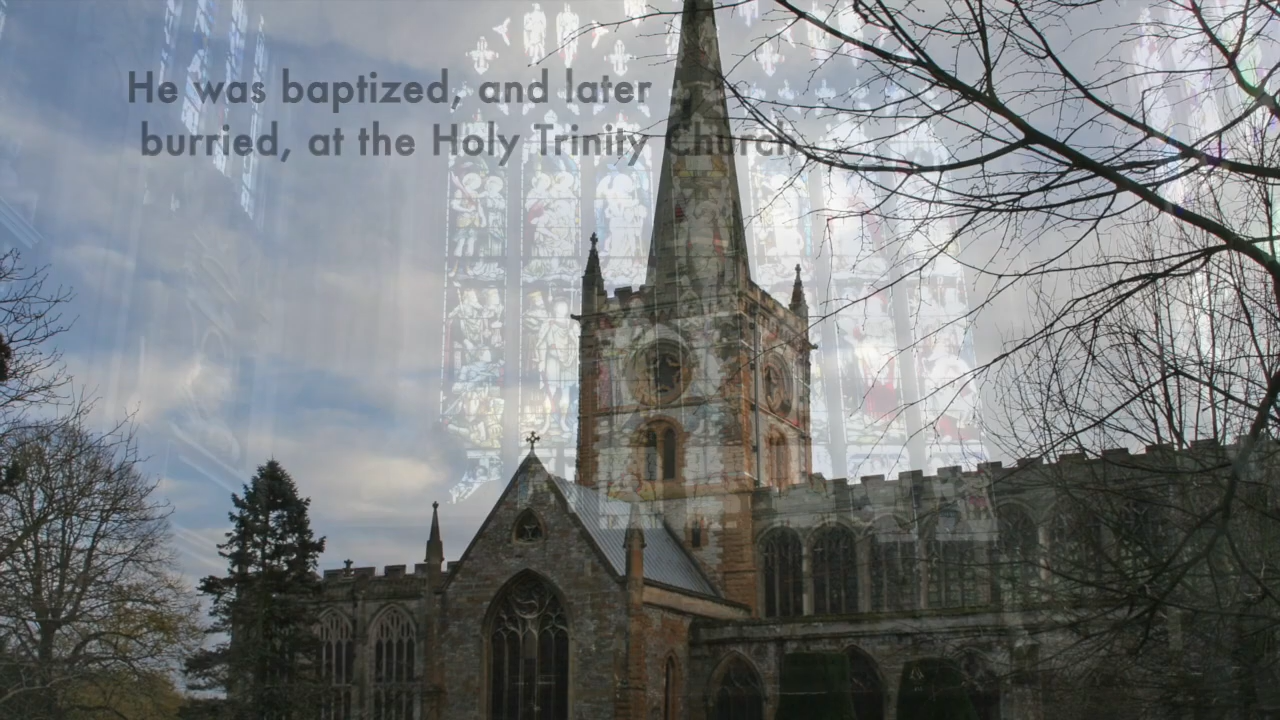 He was baptized, and later
burried, at the Holy Trinity Church